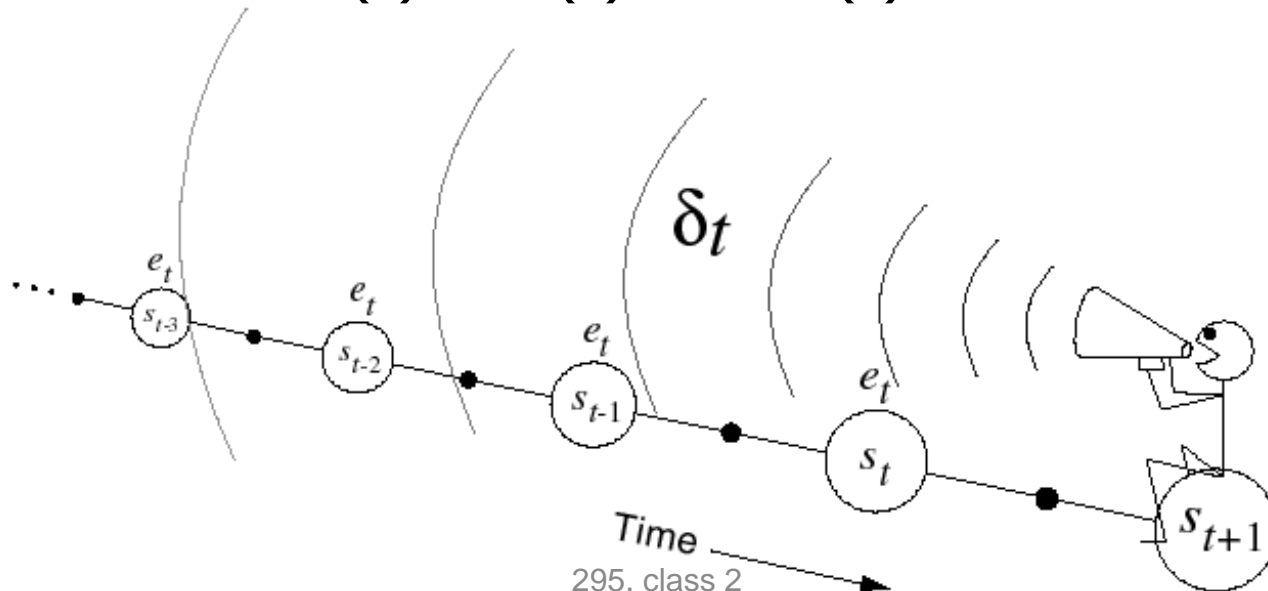 δt
e_t
e_t
e_t
e_t
s_{t-3}
s_{t-2}
s_{t-1}
s_t
s_{t+1}
Time
295, class 2